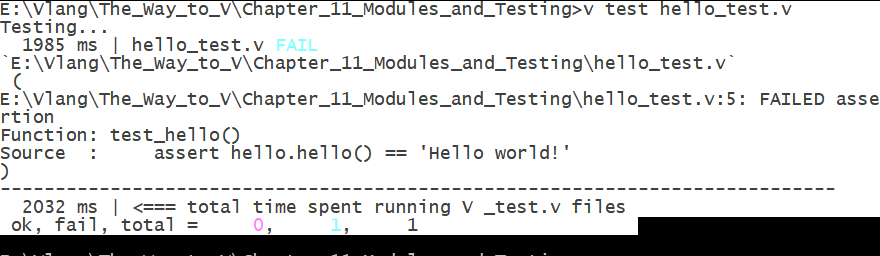 E:\Vlang\The_Way_to_V\Chapter_11_Modules_and_Testing>v test hello_test.v
Testing...
1985 ms | hello_test.v FAIL
`E:\Vlang\The_Way_to_V\Chapter_11_Modules_and_Testing\hello_test.v`
(
E:\Vlang\The_Way_to_V\Chapter_11_Modules_and_Testing\hello_test.v:5: FAILED asse
rtion
Function: test_hello()
Source  :     assert hello.hello() == 'Hello world!'
)
---------------------------------------------------------------------------
2032 ms | <=== total time spent running V _test.v files
ok, fail, total =     0,      1,      1